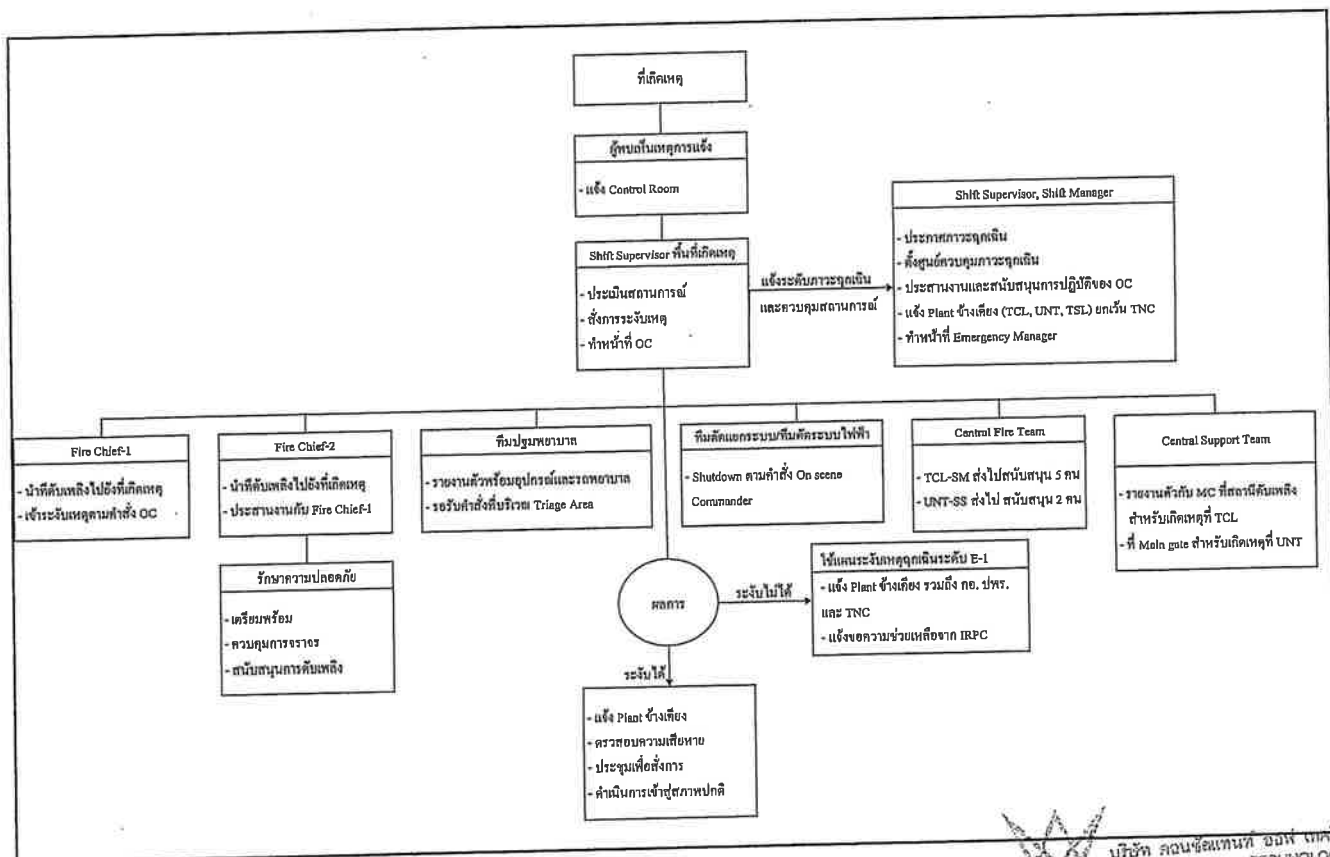 ที่เกิดเหตุ
ผู้พบเห็นเหตุการแจ้ง
- แจ้ง Control Room
Shift Supervisor พื้นที่เกิดเหตุ
- ประเมินสถานการณ์
- สั่งการระงับเหตุ
- ทำหน้าที่ OC
แจ้งระดับภาวะฉุกเฉิน
และควบคุมสถานการณ์
Shift Supervisor, Shift Manager
- ประกาศภาวะฉุกเฉิน
- ตั้งศูนย์ควบคุมภาวะฉุกเฉิน
- ประสานงานและสนับสนุนการปฏิบัติของ OC
- แจ้ง Plant ข้างเคียง (TCL, UNT, TSL) ยกเว้น TNC
- ทำหน้าที่ Emergency Manager
Fire Chief-1
- นำทีดับเพลิงไปยังที่เกิดเหตุ
- เข้าระงับเหตุตามคำสั่ง OC
Fire Chief-2
- นำทีดับเพลิงไปยังที่เกิดเหตุ
- ประสานงานกับ Fire Chief-1
ทีมปฐมพยาบาล
- รายงานตัวพร้อมอุปกรณ์และรถพยาบาล
- รอรับคำสั่งที่บริเวณ Triage Area
ทีมตัดแยกระบบ/ทีมตัดระบบไฟฟ้า
- Shutdown ตามคำสั่ง On scene
Commander
Central Fire Team
- TCL-SM ส่งไปสนับสนุน 5 คน
- UNT-SS ส่งไป สนับสนุน 2 คน
Central Support Team
- รายงานตัวกับ MC ที่สถานีดับเพลิง
สำหรับเกิดเหตุที่ TCL
- ที่ Main gate สำหรับเกิดเหตุที่ UNT
รักษาความปลอดภัย
- เตรียมพร้อม
- ควบคุมการจราจร
- สนับสนุนการดับเพลิง
ผลการ
ระงับไม่ได้
ใช้แผนระงับเหตุฉุกเฉินระดับ E-1
- แจ้ง Plant ข้างเคียง รวมถึง กอ. ปพร.
และ TNC
- แจ้งขอความช่วยเหลือจาก IRPC
ระงับได้
- แจ้ง Plant ข้างเคียง
- ตรวสอบความเสียหาย
- ประชุมเพื่อสั่งการ
- ดำเนินการเข้าสู่สภาพปกติ
บริษัท คอนซัลแทนท์ ออฟ